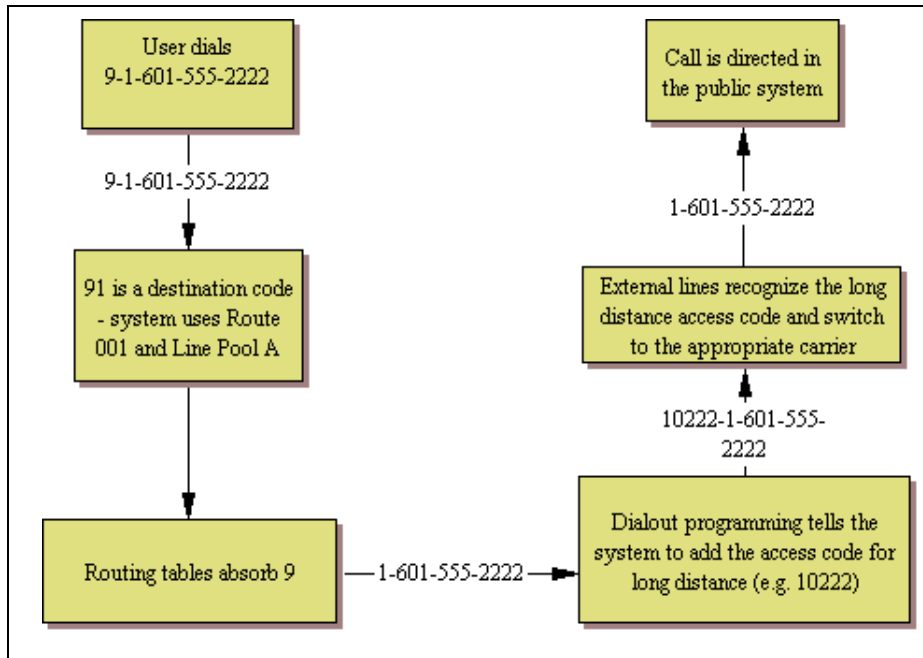 User dials
9-1-601-555-2222
9-1-601-555-2222
91 is a destination code
- system uses Route
001 and Line Pool A
Routing tables absorb 9
1-601-555-2222
Dialout programming tells the
system to add the access code for
long distance (e.g. 10222)
10222-1-601-555-
2222
External lines recognize the long
distance access code and switch
to the appropriate carrier
1-601-555-2222
Call is directed in
the public system